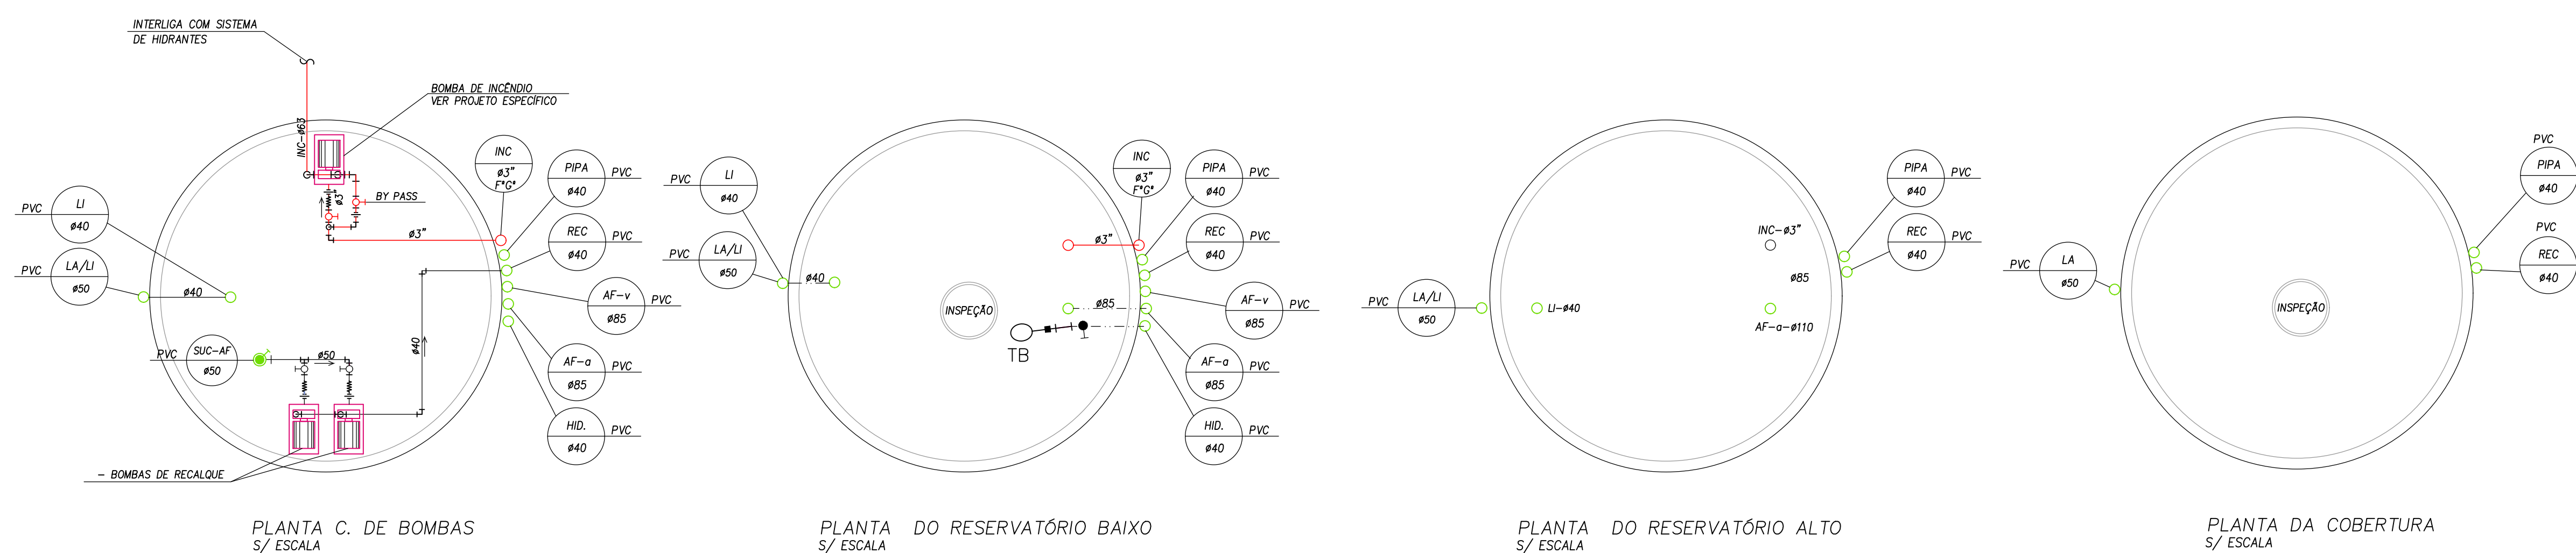 INTERLIGA COM SISTEMA
DE HIDRANTES
BOMBA DE INCÊNDIO
VER PROJETO ESPECÍFICO
INC-ø63
INC
ø3"
FºGº
PIPA
ø40
PVC
ø3"
BY PASS
PVC
LI
ø40
ø3"
REC
ø40
PVC
PVC
LA/LI
ø50
ø40
AF-v
ø85
PVC
PVC
SUC-AF
ø50
ø50
ø40
AF-a
ø85
PVC
HID.
ø40
PVC
- BOMBAS DE RECALQUE
PLANTA C. DE BOMBAS
S/ ESCALA
PVC
LI
ø40
INC
ø3"
FºGº
PIPA
ø40
PVC
PVC
LA/LI
ø50
ø3"
REC
ø40
PVC
ø40
INSPEÇÃO
ø85
AF-v
ø85
PVC
TB
AF-a
ø85
PVC
HID.
ø40
PVC
PLANTA DO RESERVATÓRIO BAIXO
S/ ESCALA
PIPA
ø40
PVC
INC-ø3"
REC
ø40
PVC
ø85
PVC
LA/LI
ø50
LI-ø40
AF-a-ø110
PLANTA DO RESERVATÓRIO ALTO
S/ ESCALA
PVC
PIPA
ø40
PVC
REC
ø40
PVC
LA
ø50
INSPEÇÃO
PLANTA DA COBERTURA
S/ ESCALA